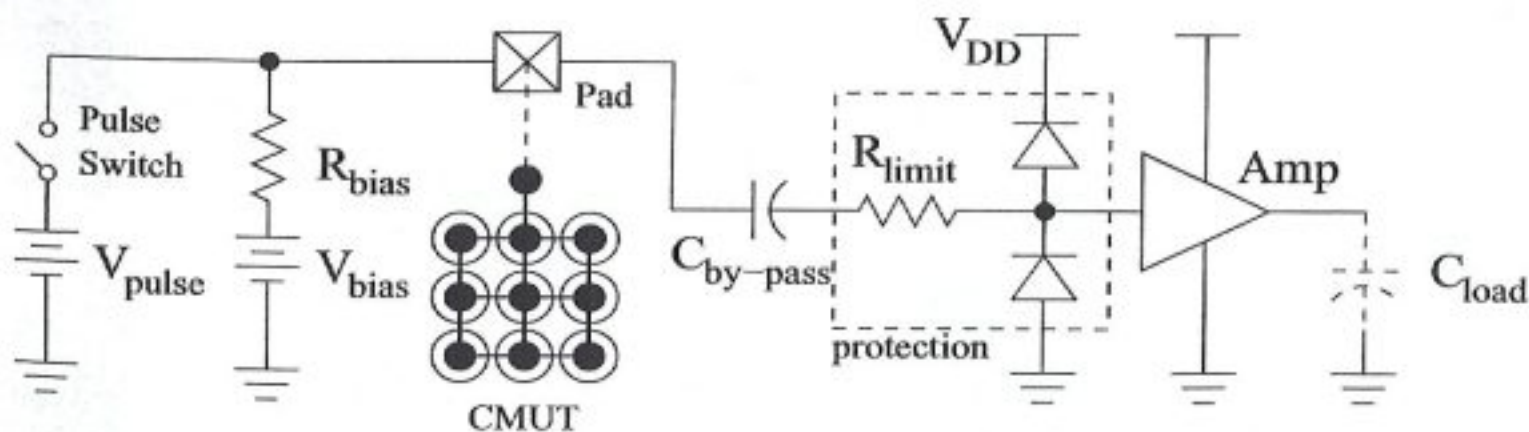 Pulse
Switch
V_pulse
R_bias
V_bias
Pad
CMUT
C_by-pass
R_limit
protection
V_DD
Amp
C_load